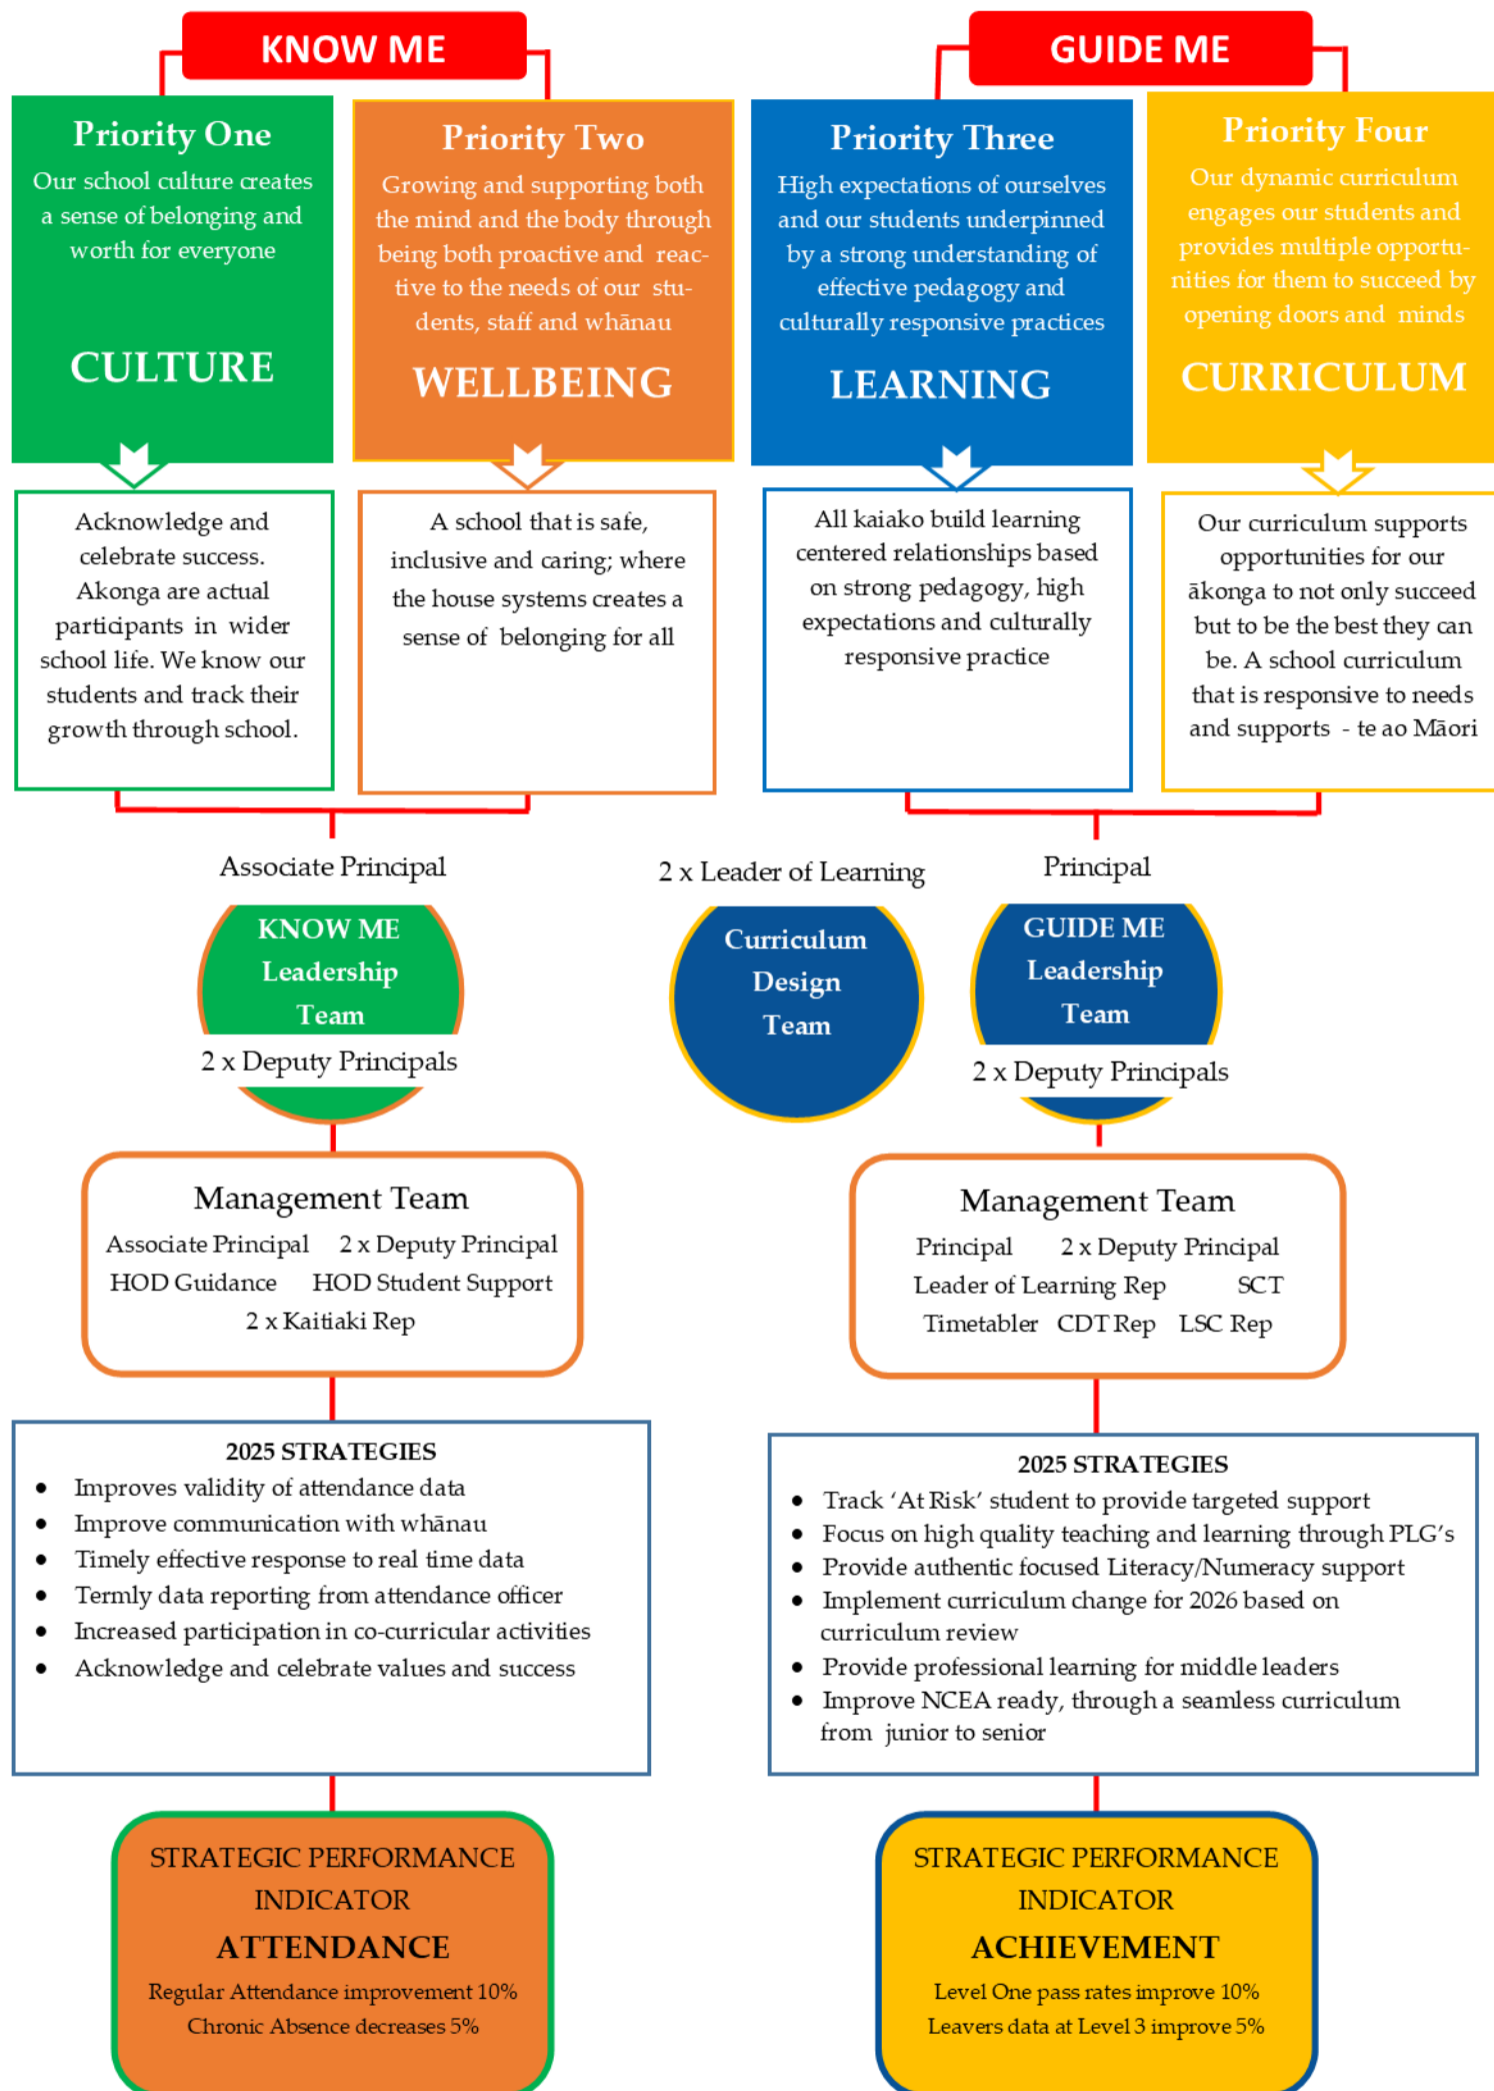 KNOW ME
GUIDE ME
Priority One
Our school culture creates
a sense of belonging and
worth for everyone
CULTURE
Priority Two
Growing and supporting both
the mind and the body through
being both proactive and reac-
tive to the needs of our stu-
dents, staff and whānau
WELLBEING
Priority Three
High expectations of ourselves
and our students underpinned
by a strong understanding of
effective pedagogy and
culturally responsive practices
LEARNING
Priority Four
Our dynamic curriculum
engages our students and
provides multiple opportu-
nities for them to succeed by
opening doors and minds
CURRICULUM
Acknowledge and
celebrate success.
Akonga are actual
participants in wider
school life. We know our
students and track their
growth through school.
A school that is safe,
inclusive and caring; where
the house systems creates a
sense of belonging for all
All kaiako build learning
centered relationships based
on strong pedagogy, high
expectations and culturally
responsive practice
Our curriculum supports
opportunities for our
ākonga to not only succeed
but to be the best they can
be. A school curriculum
that is responsive to needs
and supports - te ao Māori
Associate Principal
KNOW ME
Leadership
Team
2 x Deputy Principals
2 x Leader of Learning
Curriculum
Design
Team
Principal
GUIDE ME
Leadership
Team
2 x Deputy Principals
Management Team
Associate Principal 2 x Deputy Principal
HOD Guidance HOD Student Support
2 x Kaitiaki Rep
Management Team
Principal 2 x Deputy Principal
Leader of Learning Rep SCT
Timetabler CDT Rep LSC Rep
2025 STRATEGIES
• Improves validity of attendance data
• Improve communication with whānau
• Timely effective response to real time data
• Termly data reporting from attendance officer
• Increased participation in co-curricular activities
• Acknowledge and celebrate values and success
2025 STRATEGIES
• Track ‘At Risk’ student to provide targeted support
• Focus on high quality teaching and learning through PLG’s
• Provide authentic focused Literacy/Numeracy support
• Implement curriculum change for 2026 based on
curriculum review
• Provide professional learning for middle leaders
• Improve NCEA ready, through a seamless curriculum
from junior to senior
STRATEGIC PERFORMANCE
INDICATOR
ATTENDANCE
Regular Attendance improvement 10%
Chronic Absence decreases 5%
STRATEGIC PERFORMANCE
INDICATOR
ACHIEVEMENT
Level One pass rates improve 10%
Leavers data at Level 3 improve 5%